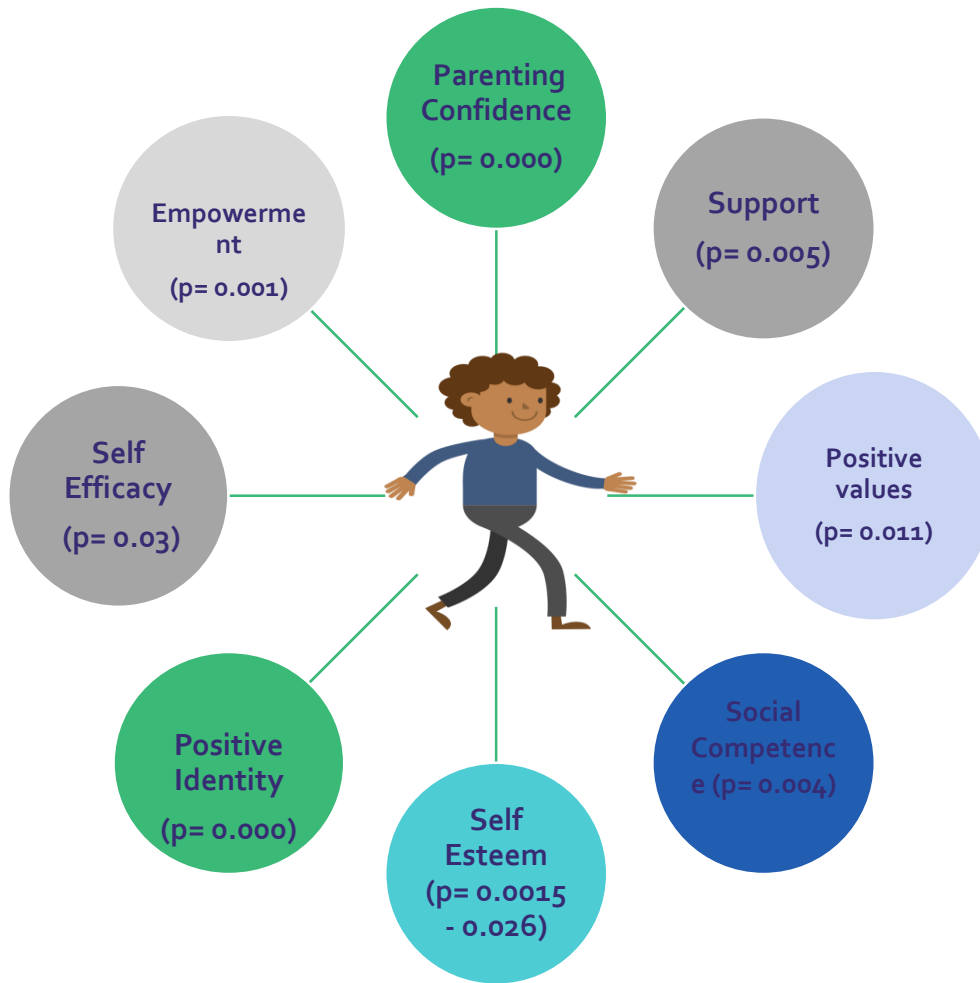 Parenting
Confidence
(p= 0.000)
Support
(p= 0.005)
Positive
values
(p= 0.011)
Social
Competenc
e (p= 0.004)
Self
Esteem
(p= 0.0015
- 0.026)
Positive
Identity
(p= 0.000)
Self
Efficacy
(p= 0.03)
Empowerme
nt
(p= 0.001)